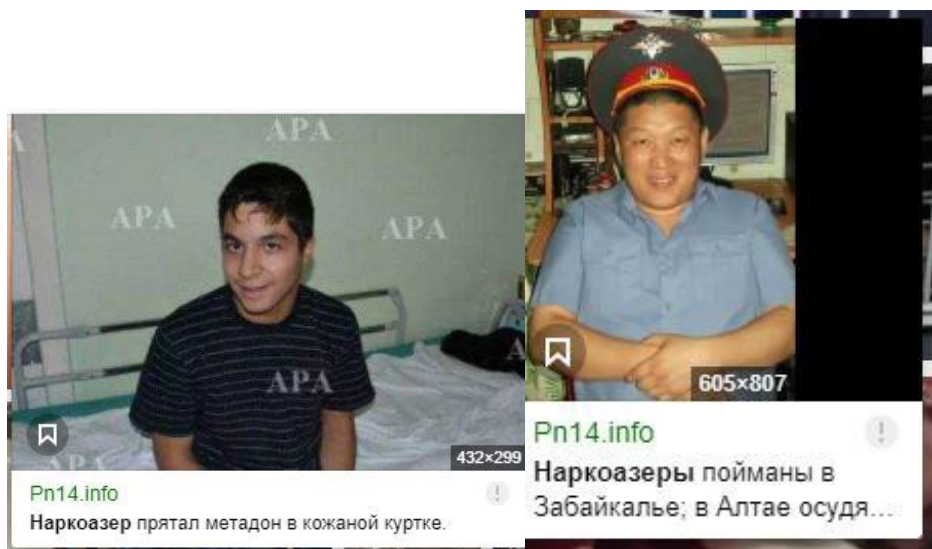 APA
APA
APA
APA
APA
432×299
Pn14.info
Наркоазер прятал метадон в кожаной куртке.
605×807
Pn14.info
Наркоазеры пойманы в
Забайкалье; в Алтае осудя...